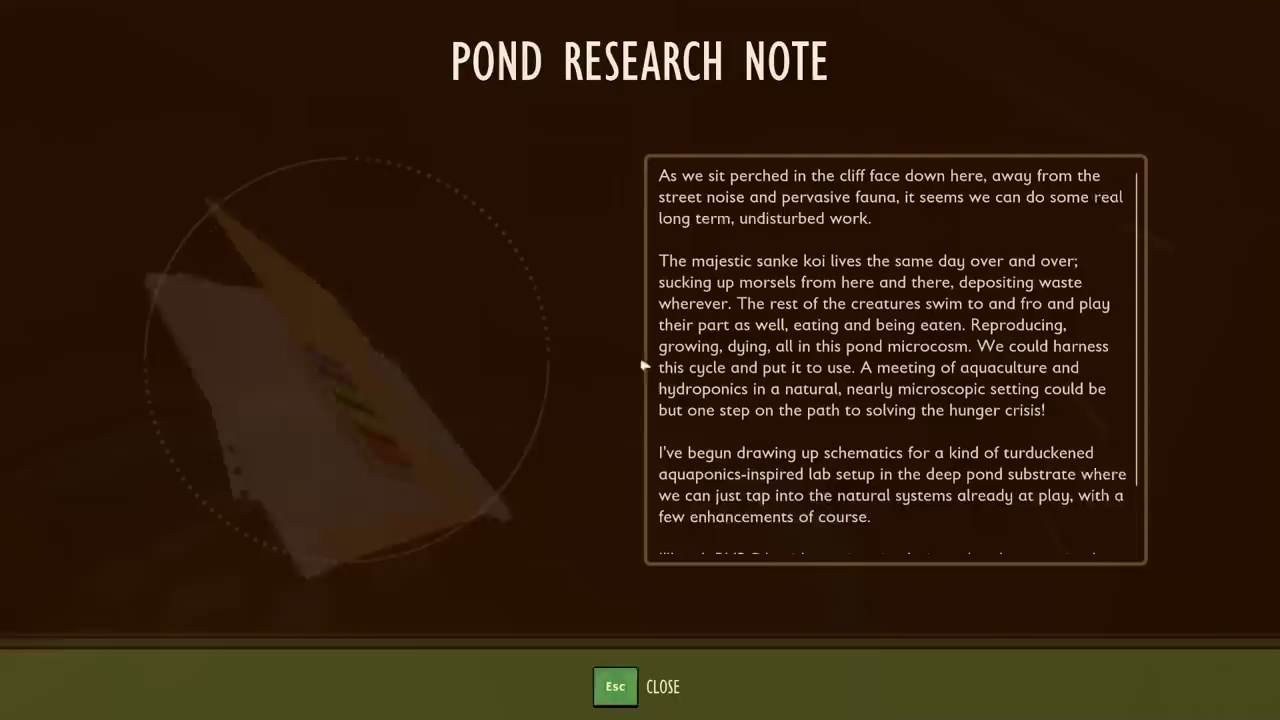 POND RESEARCH NOTE
As we sit perched in the cliff face down here, away from the
street noise and pervasive fauna, it seems we can do some real
long term, undisturbed work.
The majestic sanke koi lives the same day over and over;
sucking up morsels from here and there, depositing waste
wherever. The rest of the creatures swim to and fro and play
their part as well, eating and being eaten. Reproducing,
growing, dying, all in this pond microcosm. We could harness
this cycle and put it to use. A meeting of aquaculture and
hydroponics in a natural, nearly microscopic setting could be
but one step on the path to solving the hunger crisis!
I've begun drawing up schematics for a kind of turduckened
aquaponics-inspired lab setup in the deep pond substrate where
we can just tap into the natural systems already at play, with a
few enhancements of course.
Esc CLOSE